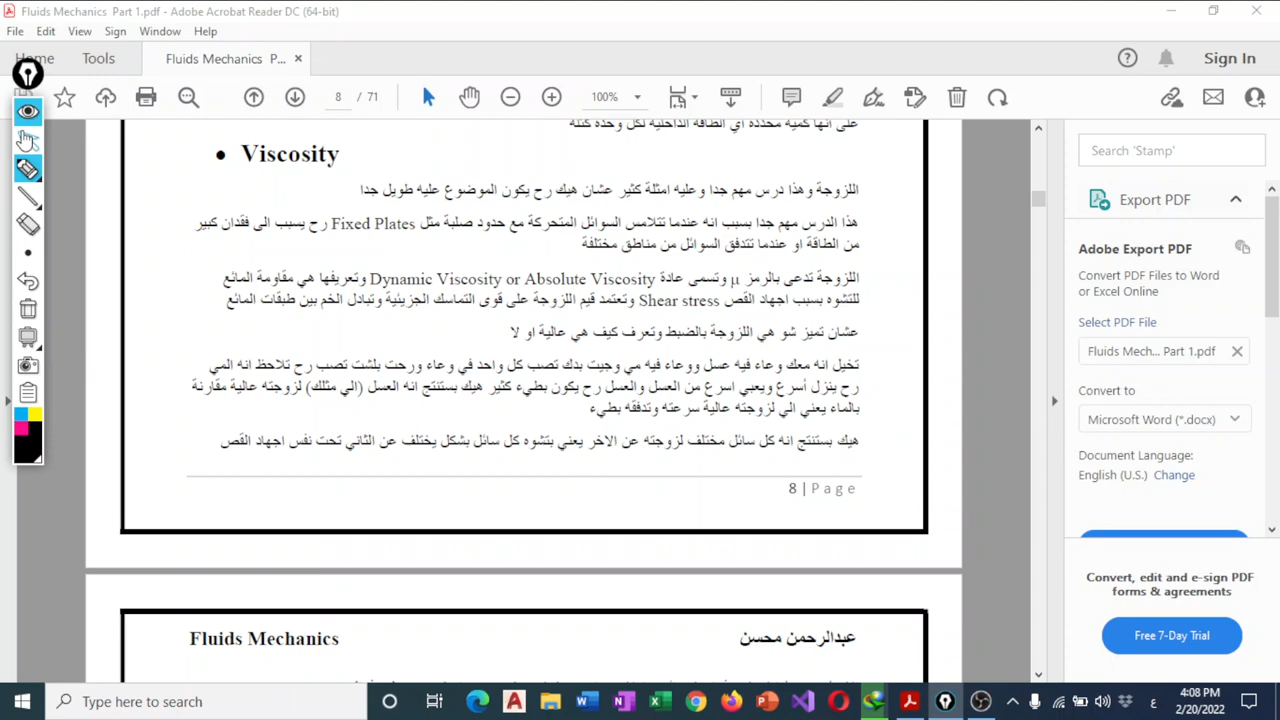 Fluids Mechanics Part 1.pdf - Adobe Acrobat Reader DC (64-bit)
File Edit View Sign Window Help
Home Tools Fluids Mechanics P... Sign In
8 / 71 100%
على انها كمية محددة اي الطاقة الداخلية لكل وحدة كتلة
• Viscosity
اللزوجة وهذا درس مهم جدا وعليه امثلة كثير عشان هيك رح يكون الموضوع عليه طويل جدا
هذا الدرس مهم جدا بسبب انه عندما تتلامس السوائل المتحركة مع حدود صلبة مثل Fixed Plates رح يسبب الى فقدان كبير
من الطاقة او عندما تتدفق السوائل من مناطق مختلفة
اللزوجة تدعى بالرمز μ وتسمى عادة Dynamic Viscosity or Absolute Viscosity وتعريفها هي مقاومة المائع
للتشوه بسبب اجهاد القص Shear stress وتعتمد قيم اللزوجة على قوى التماسك الجزيئية وتبادل الخم بين طبقات المائع
عشان تميز شو هي اللزوجة بالضبط وتعرف كيف هي عالية او لا
تخيل انه معك وعاء فيه عسل ووعاء فيه مي وجيت بدك تصب كل واحد في وعاء ورحت بلشت تصب رح تلاحظ انه المي
رح ينزل أسرع ويعبي اسرع من العسل والعسل رح يكون بطيء كثير هيك بستنتج انه العسل (الي مثلك) لزوجته عالية مقارنة
بالماء يعني الي لزوجته عالية سرعته وتدفقه بطيء
هيك بستنتج انه كل سائل مختلف لزوجته عن الاخر يعني بتشوه كل سائل بشكل يختلف عن الثاني تحت نفس اجهاد القص
8 | Page
Fluids Mechanics عبدالرحمن محسن
Search 'Stamp'
Export PDF
Adobe Export PDF
Convert PDF Files to Word
or Excel Online
Select PDF File
Fluids Mech... Part 1.pdf
Convert to
Microsoft Word (*.docx)
Document Language:
English (U.S.) Change
Convert, edit and e-sign PDF
forms & agreements
Free 7-Day Trial
Type here to search
ع
4:08 PM
2/20/2022